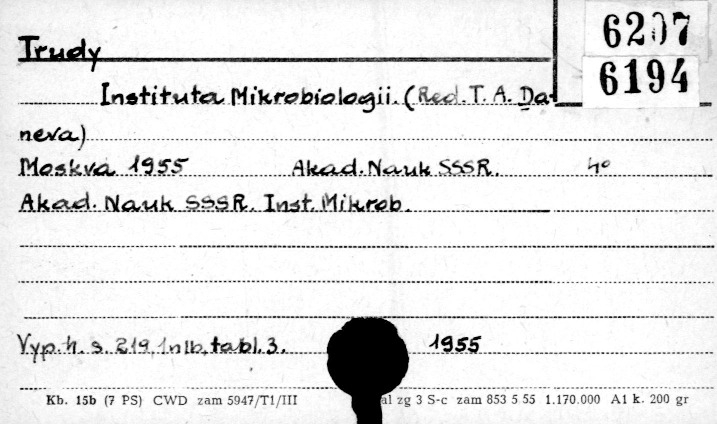 6207
6194
Trudy
Instituta Mikrobiologii. (Red. T. A. Da-
neva)
Moskva 1955 Akad. Nauk SSSR. 4°
Akad. Nauk SSSR. Inst. Mikrob.
Vyp. 4. s. 219, 1nlb, tabl. 3. 1955
Kb. 15b (7 PS) CWD zam 5947/T1/III al zg 3 S-c zam 853 5 55 1.170.000 A1 k. 200 gr